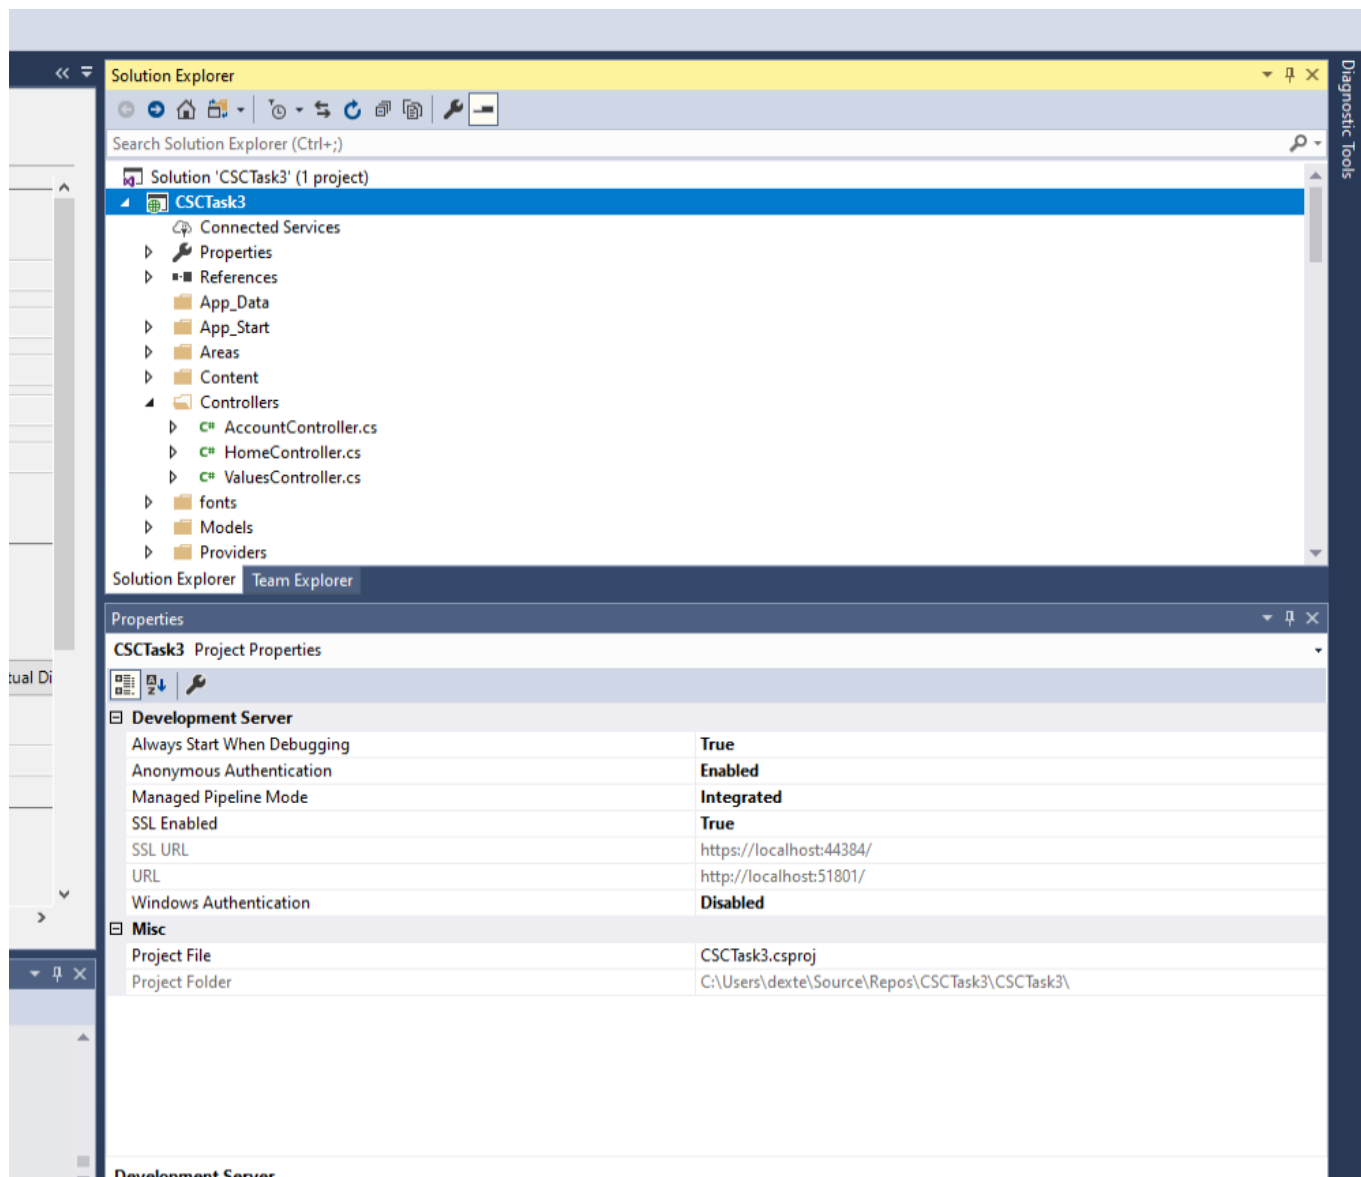 Solution Explorer
Search Solution Explorer (Ctrl+;)
Solution 'CSCTask3' (1 project)
CSCTask3
Connected Services
Properties
References
App_Data
App_Start
Areas
Content
Controllers
C# AccountController.cs
C# HomeController.cs
C# ValuesController.cs
fonts
Models
Providers
Solution Explorer Team Explorer
Properties
CSCTask3 Project Properties
Development Server
Always Start When Debugging True
Anonymous Authentication Enabled
Managed Pipeline Mode Integrated
SSL Enabled True
SSL URL https://localhost:44384/
URL http://localhost:51801/
Windows Authentication Disabled
Misc
Project File CSCTask3.csproj
Project Folder C:\Users\dexte\Source\Repos\CSCTask3\CSCTask3\
Development Server
tual Di
Diagnostic Tools